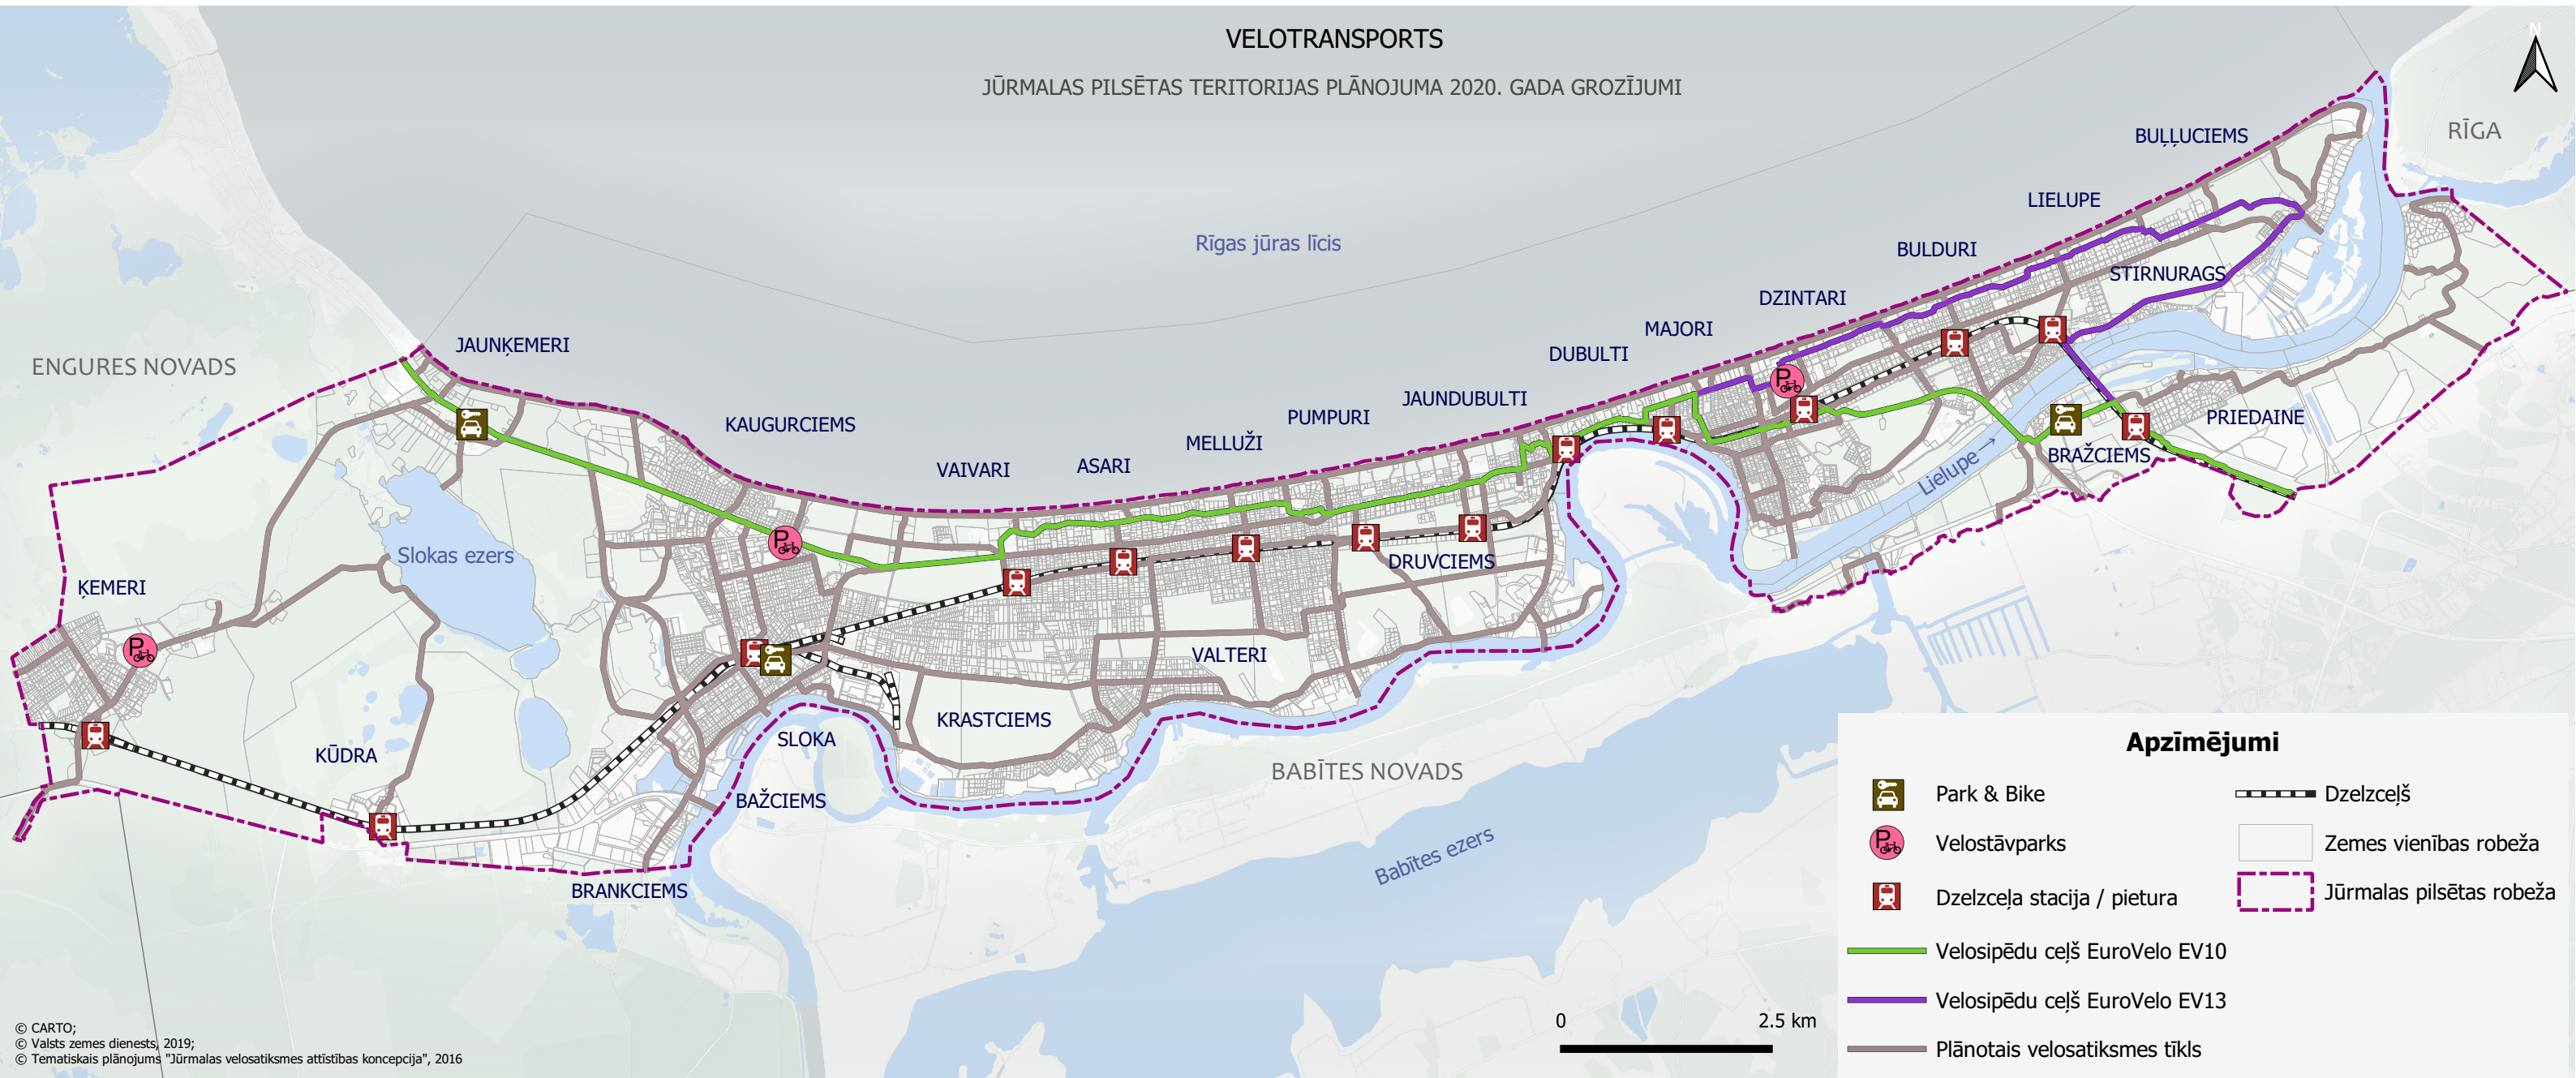 VELOTRANSPORTS
JŪRMALAS PILSĒTAS TERITORIJAS PLĀNOJUMA 2020. GADA GROZĪJUMI
N
RĪGA
BUĻĻUCIEMS
LIELUPE
Rīgas jūras līcis
BULDURI
STIRNURAGS
DZINTARI
MAJORI
JAUNĶEMERI
DUBULTI
ENGURES NOVADS
JAUNDUBULTI
PUMPURI
PRIEDAINE
KAUGURCIEMS
MELLUŽI
BRAŽCIEMS
VAIVARI
ASARI
Lielupe→
Slokas ezers
DRUVCIEMS
ĶEMERI
VALTERI
KRASTCIEMS
SLOKA
KŪDRA
BABĪTES NOVADS
BAŽCIEMS
Babītes ezers
BRANKCIEMS
Apzīmējumi
Park & Bike
Dzelzceļš
Velostāvparks
Zemes vienības robeža
Dzelzceļa stacija / pietura
Jūrmalas pilsētas robeža
Velosipēdu ceļš EuroVelo EV10
Velosipēdu ceļš EuroVelo EV13
Plānotais velosatiksmes tīkls
0 2.5 km
© CARTO;
© Valsts zemes dienests, 2019;
© Tematiskais plānojums "Jūrmalas velosatiksmes attīstības koncepcija", 2016